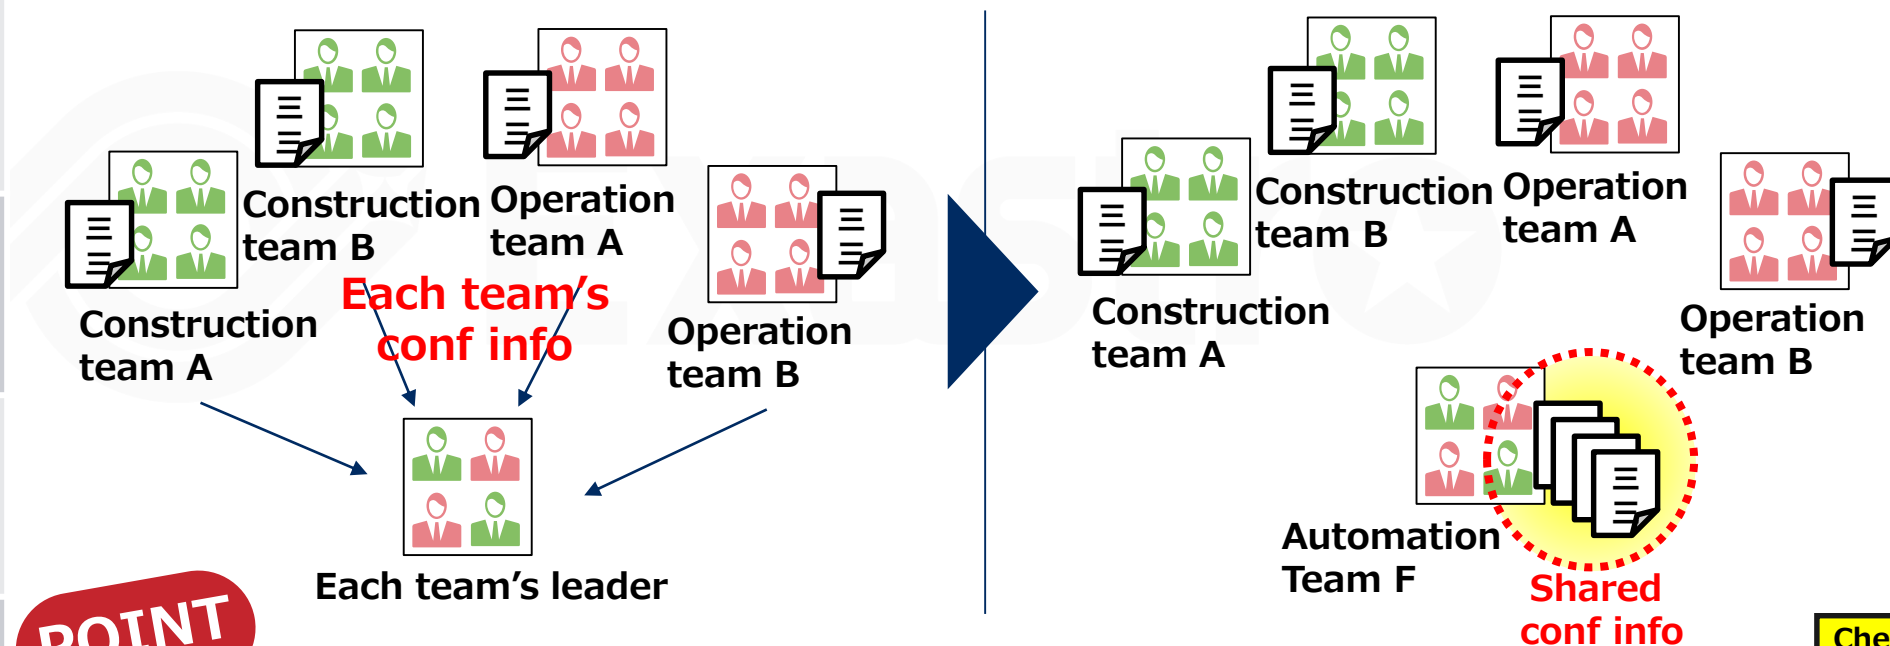 Construction
team B
Operation
team A
Construction
team A
Each team’s
conf info
Operation
team B
Each team’s leader
POINT
Construction
team B
Operation
team A
Construction
team A
Operation
team B
Automation
Team F
Shared
conf info